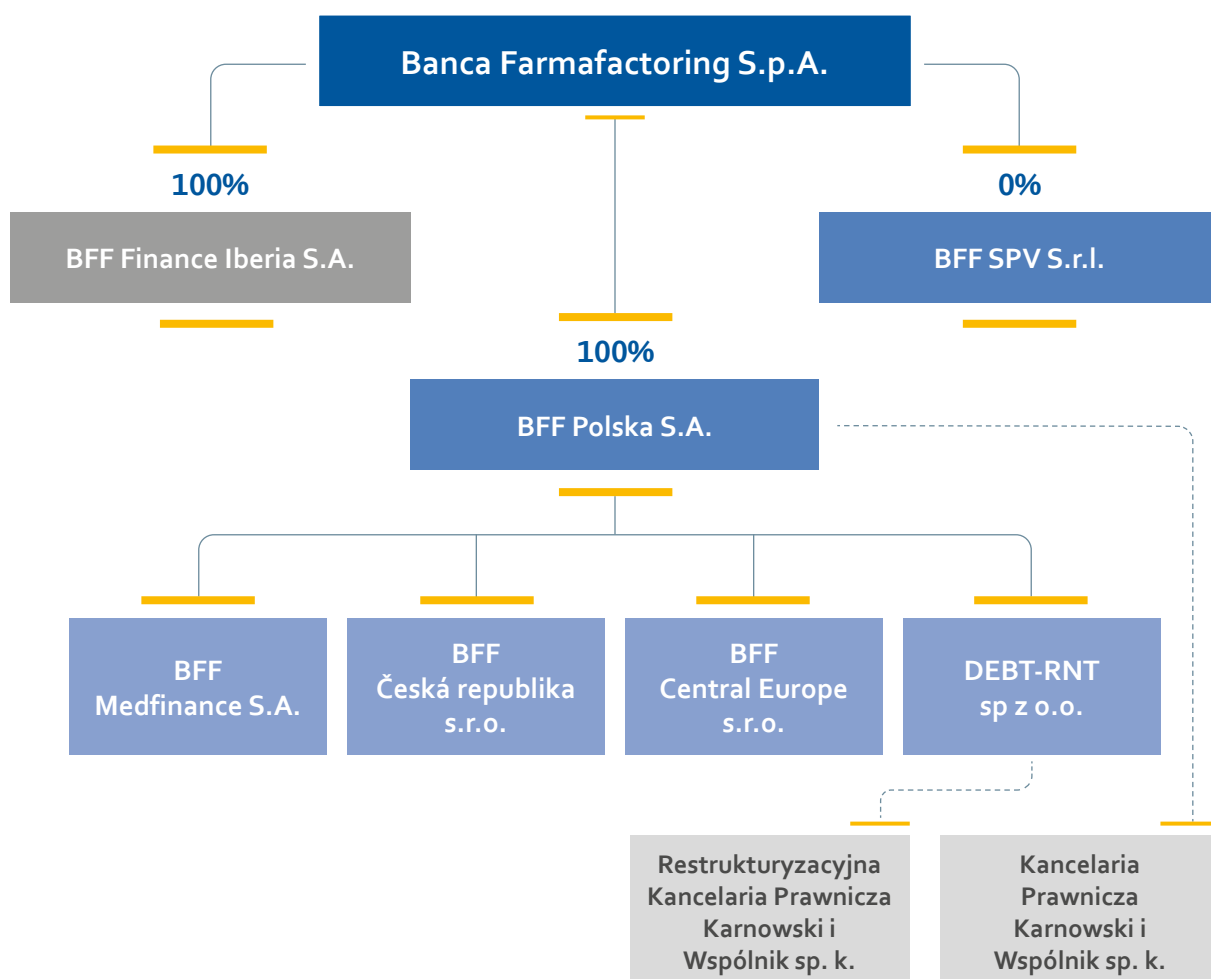 Banca Farmafactoring S.p.A.
100%
BFF Finance Iberia S.A.
0%
BFF SPV S.r.l.
100%
BFF Polska S.A.
BFF
Medfinance S.A.
BFF
Česká republika
s.r.o.
BFF
Central Europe
s.r.o.
DEBT-RNT
sp z o.o.
Restrukturyzacyjna
Kancelaria Prawnicza
Karnowski i
Wspólnik sp. k.
Kancelaria
Prawnicza
Karnowski i
Wspólnik sp. k.